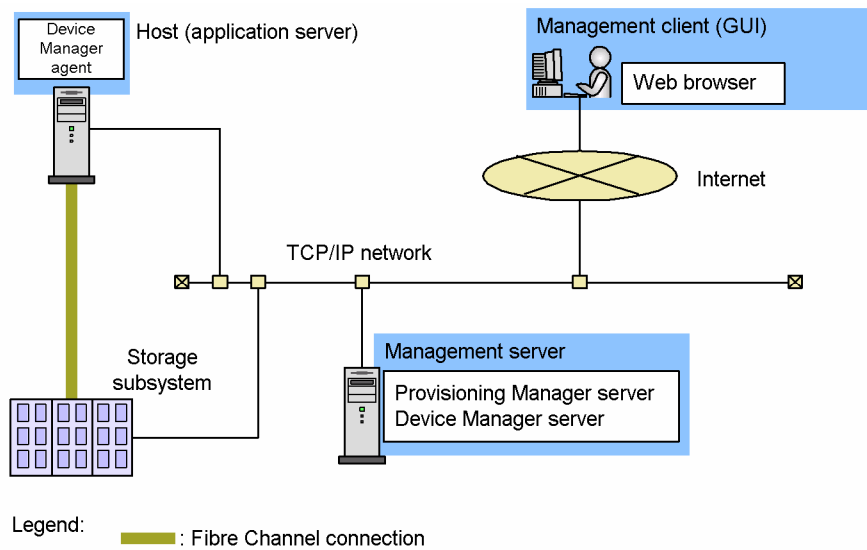 Device
Manager
agent
Host (application server)
Management client (GUI)
Web browser
Internet
TCP/IP network
Storage
subsystem
Management server
Provisioning Manager server
Device Manager server
Legend:
: Fibre Channel connection